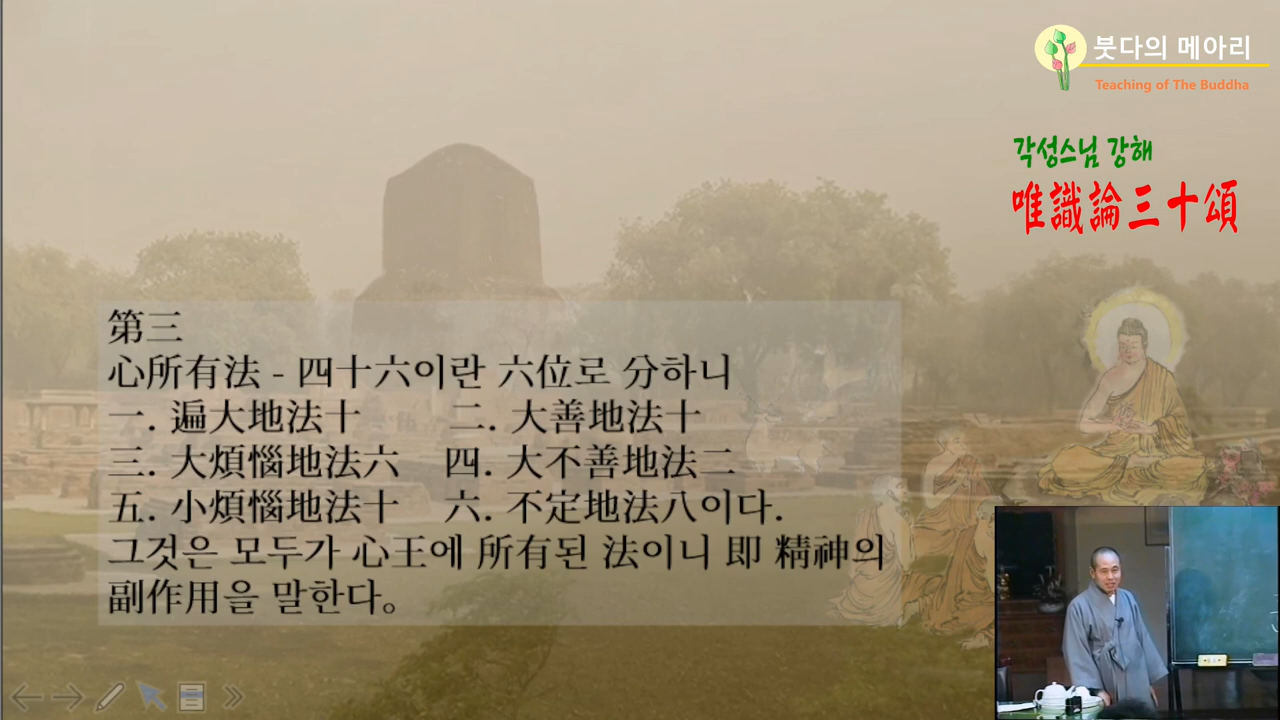 붓다의 메아리
Teaching of The Buddha
각성스님 강해
唯識論三十頌
第三
心所有法 - 四十六이란 六位로 分하니
一. 遍大地法十 二. 大善地法十
三. 大煩惱地法六 四. 大不善地法二
五. 小煩惱地法十 六. 不定地法八이다.
그것은 모두가 心王에 所有된 法이니 即 精神의
副作用을 말한다。